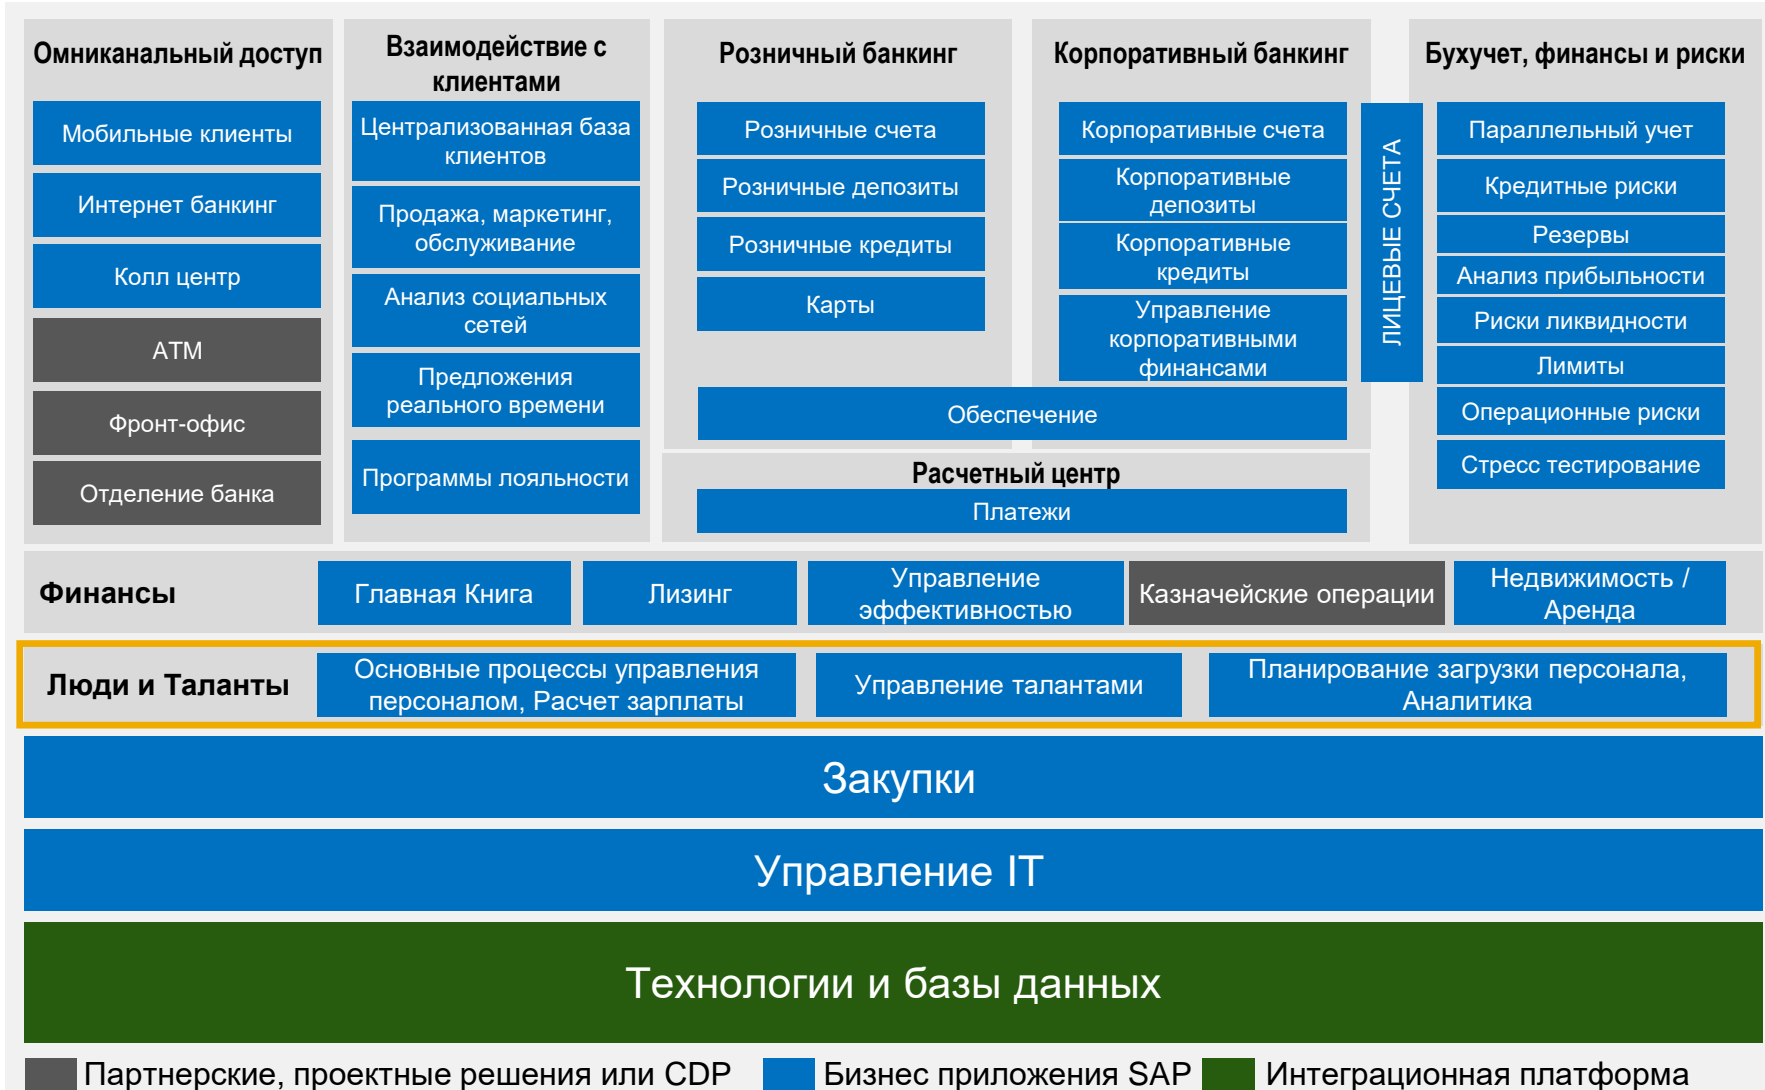 Омниканальный доступ
Мобильные клиенты
Интернет банкинг
Колл центр
ATM
Фронт-офис
Отделение банка
Взаимодействие с
клиентами
Централизованная база
клиентов
Продажа, маркетинг,
обслуживание
Анализ социальных
сетей
Предложения
реального времени
Программы лояльности
Розничный банкинг
Розничные счета
Розничные депозиты
Розничные кредиты
Карты
Корпоративный банкинг
Корпоративные счета
Корпоративные
депозиты
Корпоративные
кредиты
Управление
корпоративными
финансами
Обеспечение
Расчетный центр
Платежи
ЛИЦЕВЫЕ СЧЕТА
Бухучет, финансы и риски
Параллельный учет
Кредитные риски
Резервы
Анализ прибыльности
Риски ликвидности
Лимиты
Операционные риски
Стресс тестирование
Финансы
Главная Книга
Лизинг
Управление
эффективностью
Казначейские операции
Недвижимость /
Аренда
Люди и Таланты
Основные процессы управления
персоналом, Расчет зарплаты
Управление талантами
Планирование загрузки персонала,
Аналитика
Закупки
Управление IT
Технологии и базы данных
Партнерские, проектные решения или CDP
Бизнес приложения SAP
Интеграционная платформа